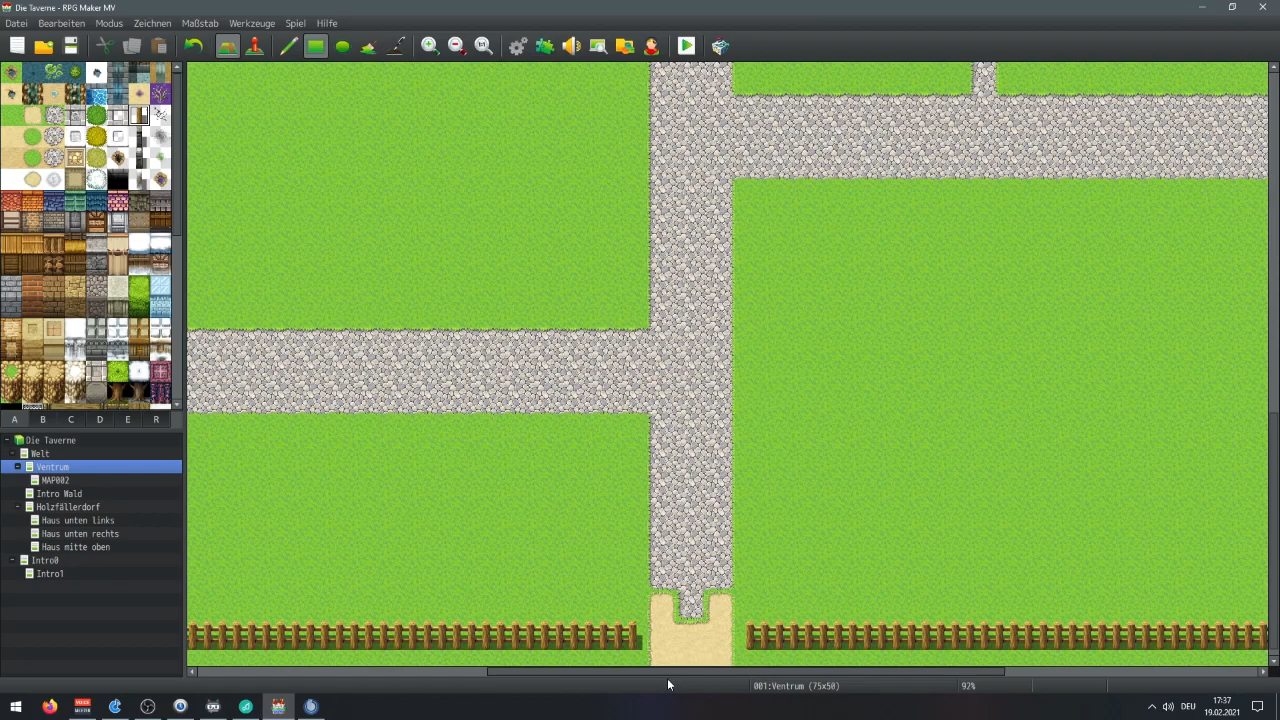 Die Taverne - RPG Maker MV
Datei Bearbeiten Modus Zeichnen Maßstab Werkzeuge Spiel Hilfe
A B C D E R
Die Taverne
Welt
Ventrum
MAP002
Intro Wald
Holzfällerdorf
Haus unten links
Haus unten rechts
Haus mitte oben
Intro0
Intro1
001:Ventrum (75x50) 92%
VOICE MEETER
DEU
17:37
19.02.2021